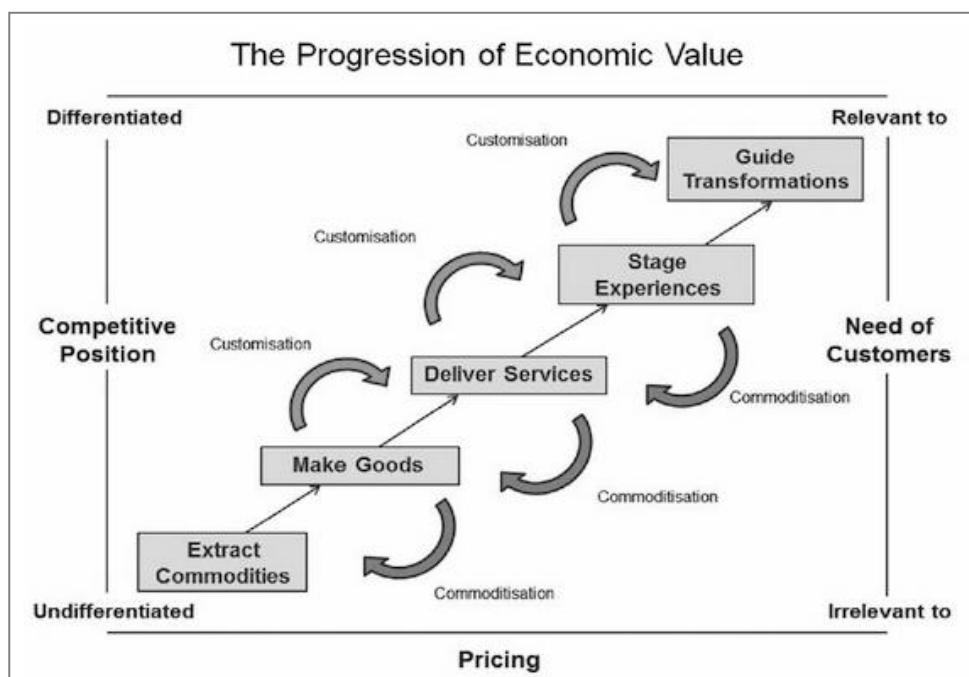 The Progression of Economic Value
Differentiated
Relevant to
Customisation
Guide
Transformations
Customisation
Stage
Experiences
Competitive
Position
Need of
Customers
Customisation
Deliver Services
Commoditisation
Make Goods
Commoditisation
Extract
Commodities
Commoditisation
Undifferentiated
Irrelevant to
Pricing